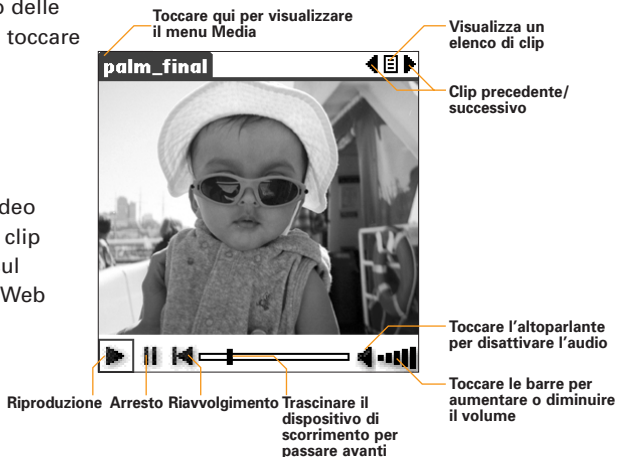 o delle
toccare
deo
clip
ul
Web
Toccare qui per visualizzare
il menu Media
Visualizza un
elenco di clip
palm_final
Clip precedente/
successivo
Toccare l'altoparlante
per disattivare l'audio
Toccare le barre per
aumentare o diminuire
il volume
Riproduzione
Arresto
Riavvolgimento
Trascinare il
dispositivo di
scorrimento per
passare avanti